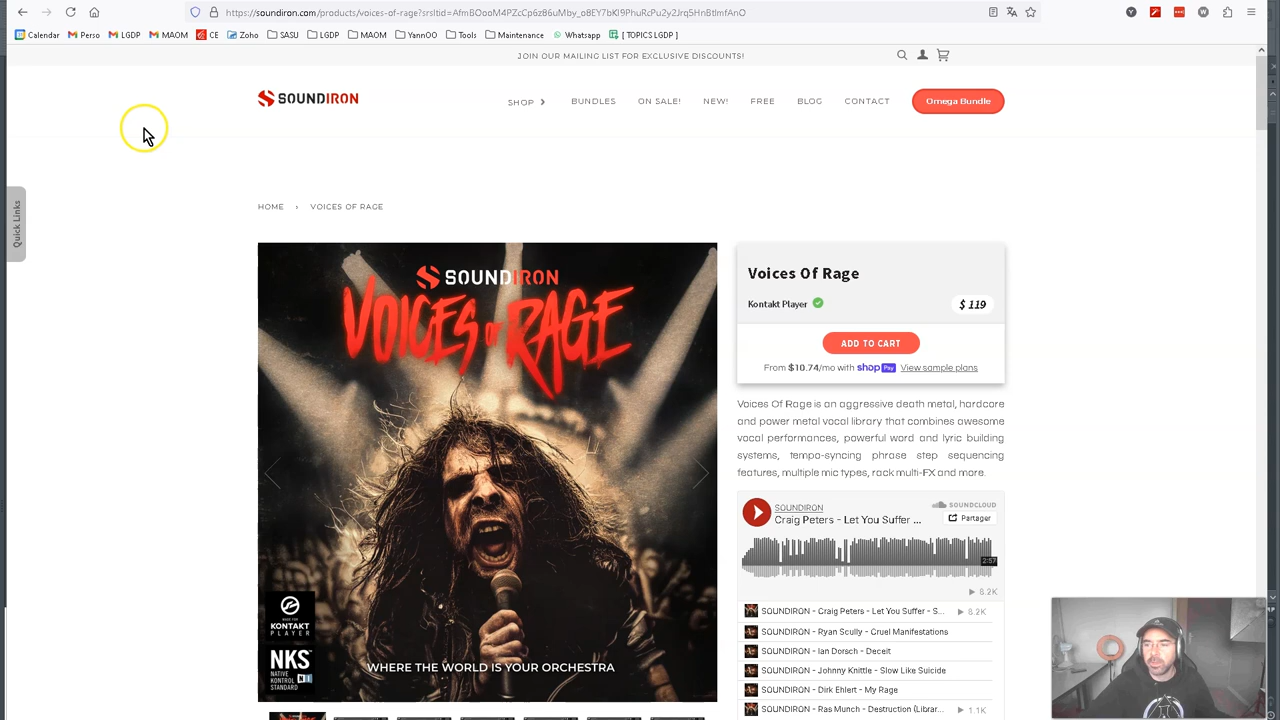 https://soundiron.com/products/voices-of-rage?srsltid=AfmBOooM4PZcCp6z86uMby_o8EY7bKl9PhuRcPu2y2Jrq5HnBtlmfAnO
Calendar Perso LGDP MAOM CE Zoho SASU LGDP MAOM YannOO Tools Maintenance Whatsapp [ TOPICS LGDP ]
JOIN OUR MAILING LIST FOR EXCLUSIVE DISCOUNTS!
SOUNDIRON
SHOP BUNDLES ON SALE! NEW! FREE BLOG CONTACT Omega Bundle
Quick Links
HOME › VOICES OF RAGE
SOUNDIRON
VOICES OF RAGE
MADE FOR
KONTAKT
PLAYER
NKS™
NATIVE
KONTROL
STANDARD
WHERE THE WORLD IS YOUR ORCHESTRA
Voices Of Rage
Kontakt Player $ 119
ADD TO CART
From $10.74/mo with shop Pay View sample plans
Voices Of Rage is an aggressive death metal, hardcore
and power metal vocal library that combines awesome
vocal performances, powerful word and lyric building
systems, tempo-syncing phrase step sequencing
features, multiple mic types, rack multi-FX and more.
SOUNDIRON
SOUNDCLOUD
Craig Peters - Let You Suffer ...
Partager
2:57
8.2K
SOUNDIRON - Craig Peters - Let You Suffer - S... 8.2K
SOUNDIRON - Ryan Scully - Cruel Manifestations
SOUNDIRON - Ian Dorsch - Deceit
SOUNDIRON - Johnny Knittle - Slow Like Suicide
SOUNDIRON - Dirk Ehlert - My Rage
SOUNDIRON - Ras Munch - Destruction (Librar... 1.1K